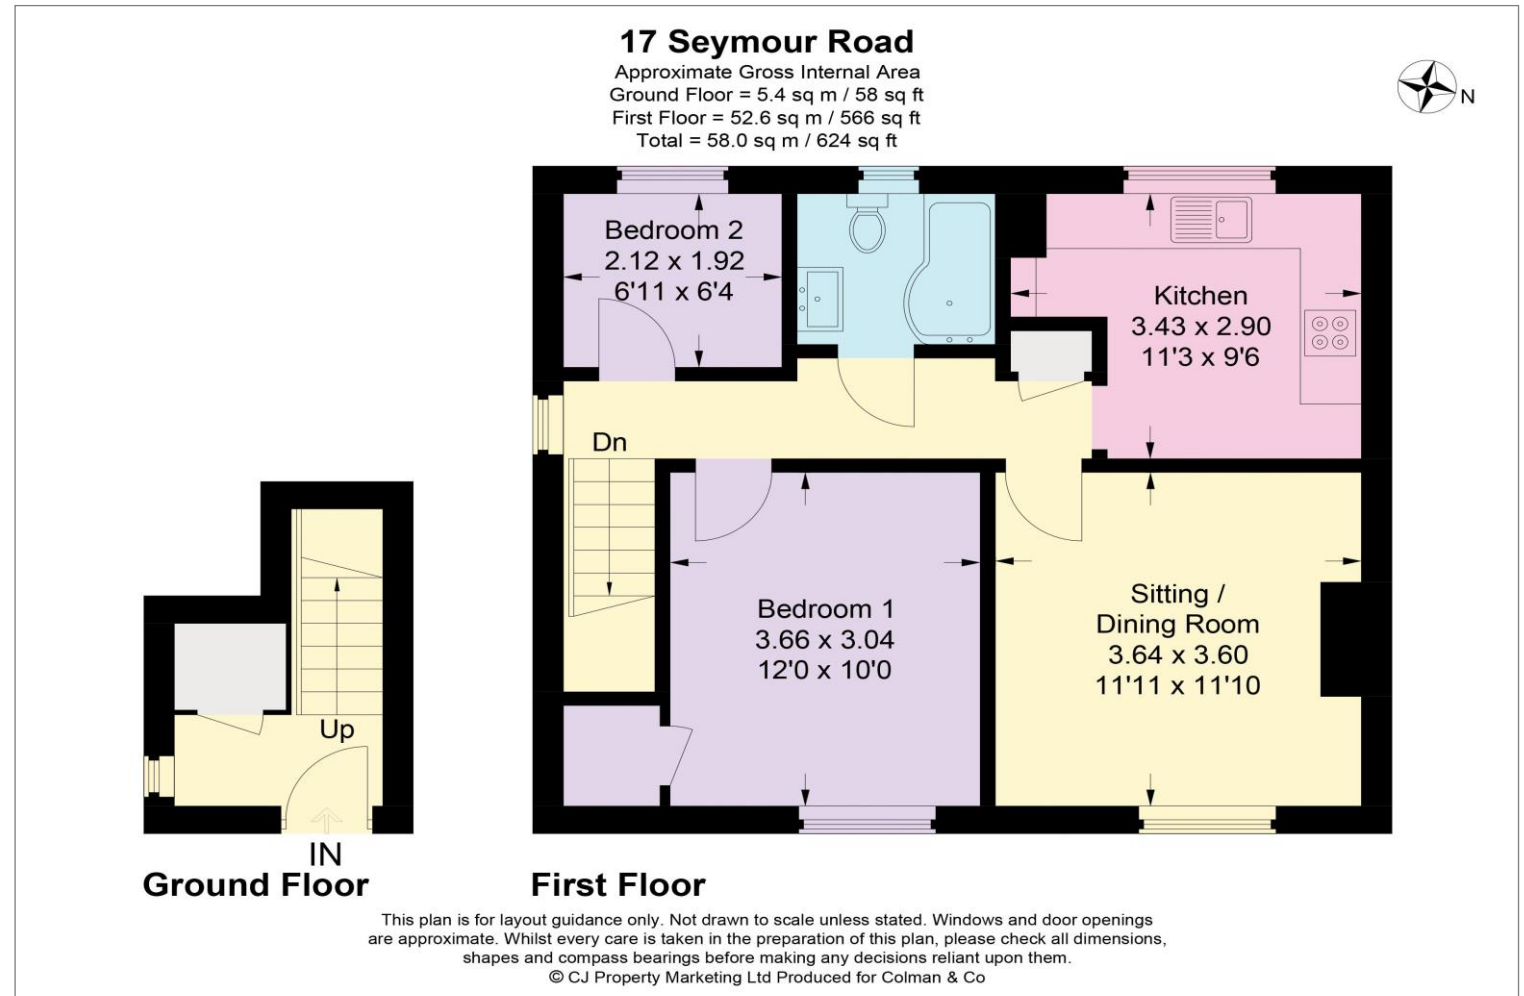 17 Seymour Road
Approximate Gross Internal Area
Ground Floor = 5.4 sq m / 58 sq ft
First Floor = 52.6 sq m / 566 sq ft
Total = 58.0 sq m / 624 sq ft
N
Bedroom 2
2.12 x 1.92
6'11 x 6'4
Kitchen
3.43 x 2.90
11'3 x 9'6
Dn
Bedroom 1
3.66 x 3.04
12'0 x 10'0
Sitting /
Dining Room
3.64 x 3.60
11'11 x 11'10
Up
IN
Ground Floor
First Floor
This plan is for layout guidance only. Not drawn to scale unless stated. Windows and door openings
are approximate. Whilst every care is taken in the preparation of this plan, please check all dimensions,
shapes and compass bearings before making any decisions reliant upon them.
© CJ Property Marketing Ltd Produced for Colman & Co